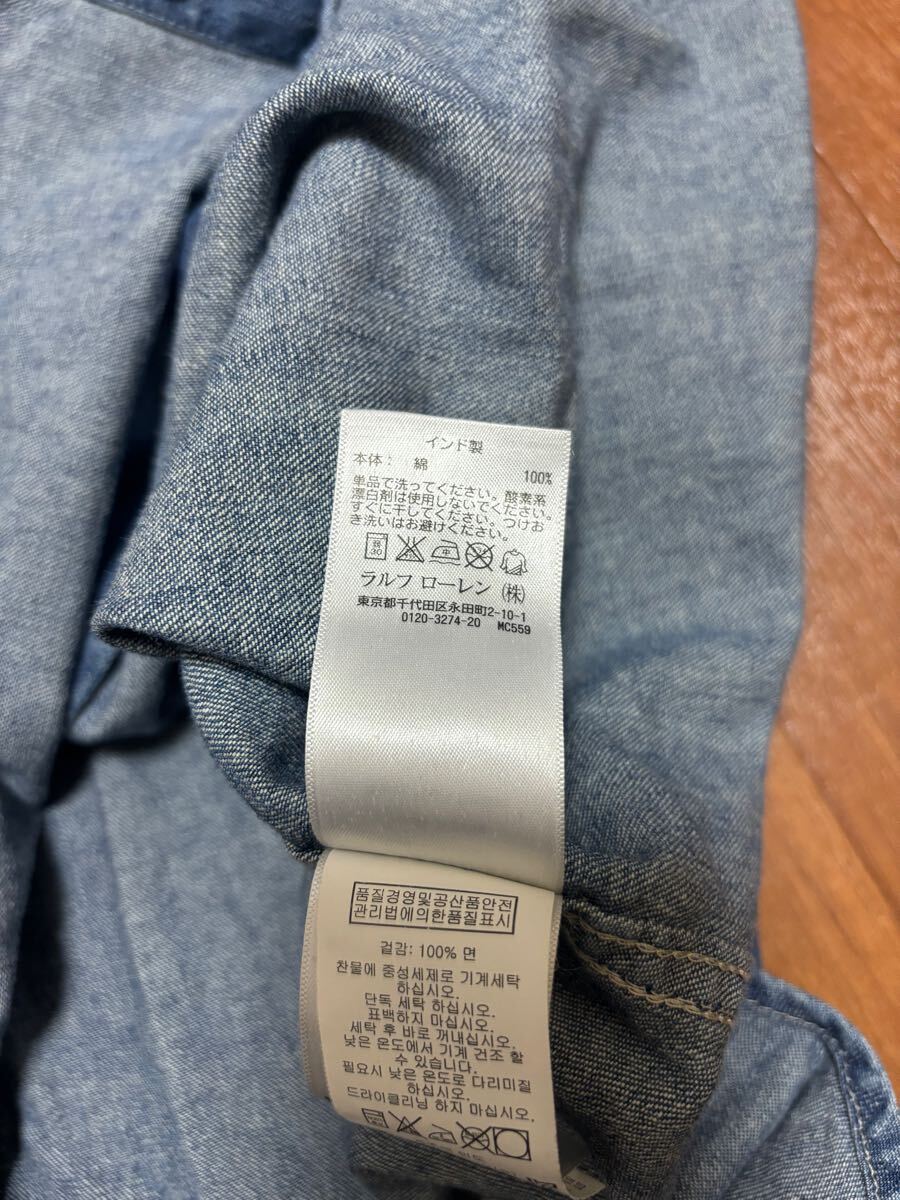 インド製
本体： 綿 100%
単品で洗ってください。酸素系
漂白剤は使用しないでください。
すぐに干してください。つけお
き洗いはお避けください。
ラルフ ローレン（株）
東京都千代田区永田町2-10-1
0120-3274-20 MC559
품질경영및공산품안전
관리법에의한품질표시
겉감: 100% 면
찬물에 중성세제로 기계세탁
하십시오.
단독 세탁 하십시오.
표백하지 마십시오.
세탁 후 바로 꺼내십시오.
낮은 온도에서 기계 건조 할
수 있습니다.
필요시 낮은 온도로 다리미질
하십시오.
드라이클리닝 하지 마십시오.